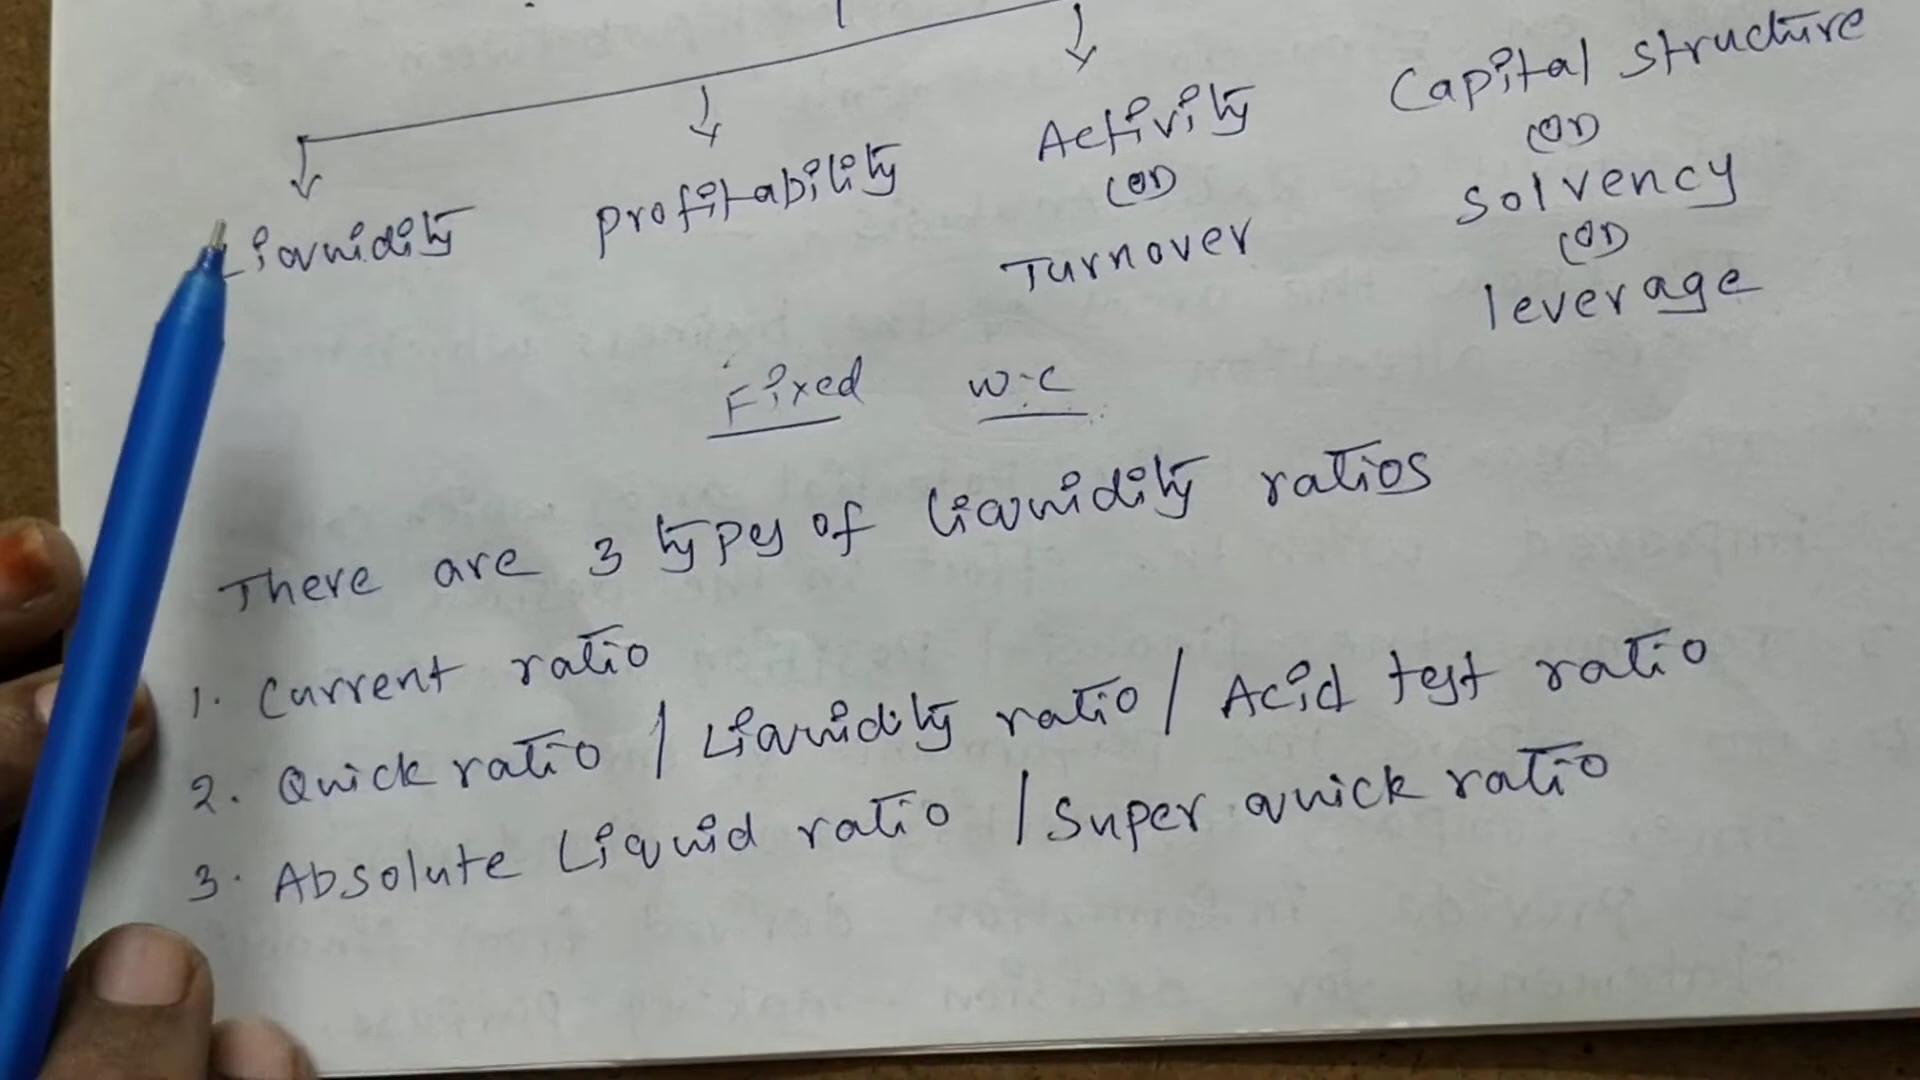 Liquidity profitability Activity Capital structure
(OR) (OR)
Turnover Solvency
(OR)
leverage
Fixed W.C
There are 3 types of liquidity ratios
1. Current ratio
2. Quick ratio / Liquidity ratio / Acid test ratio
3. Absolute Liquid ratio / Super quick ratio